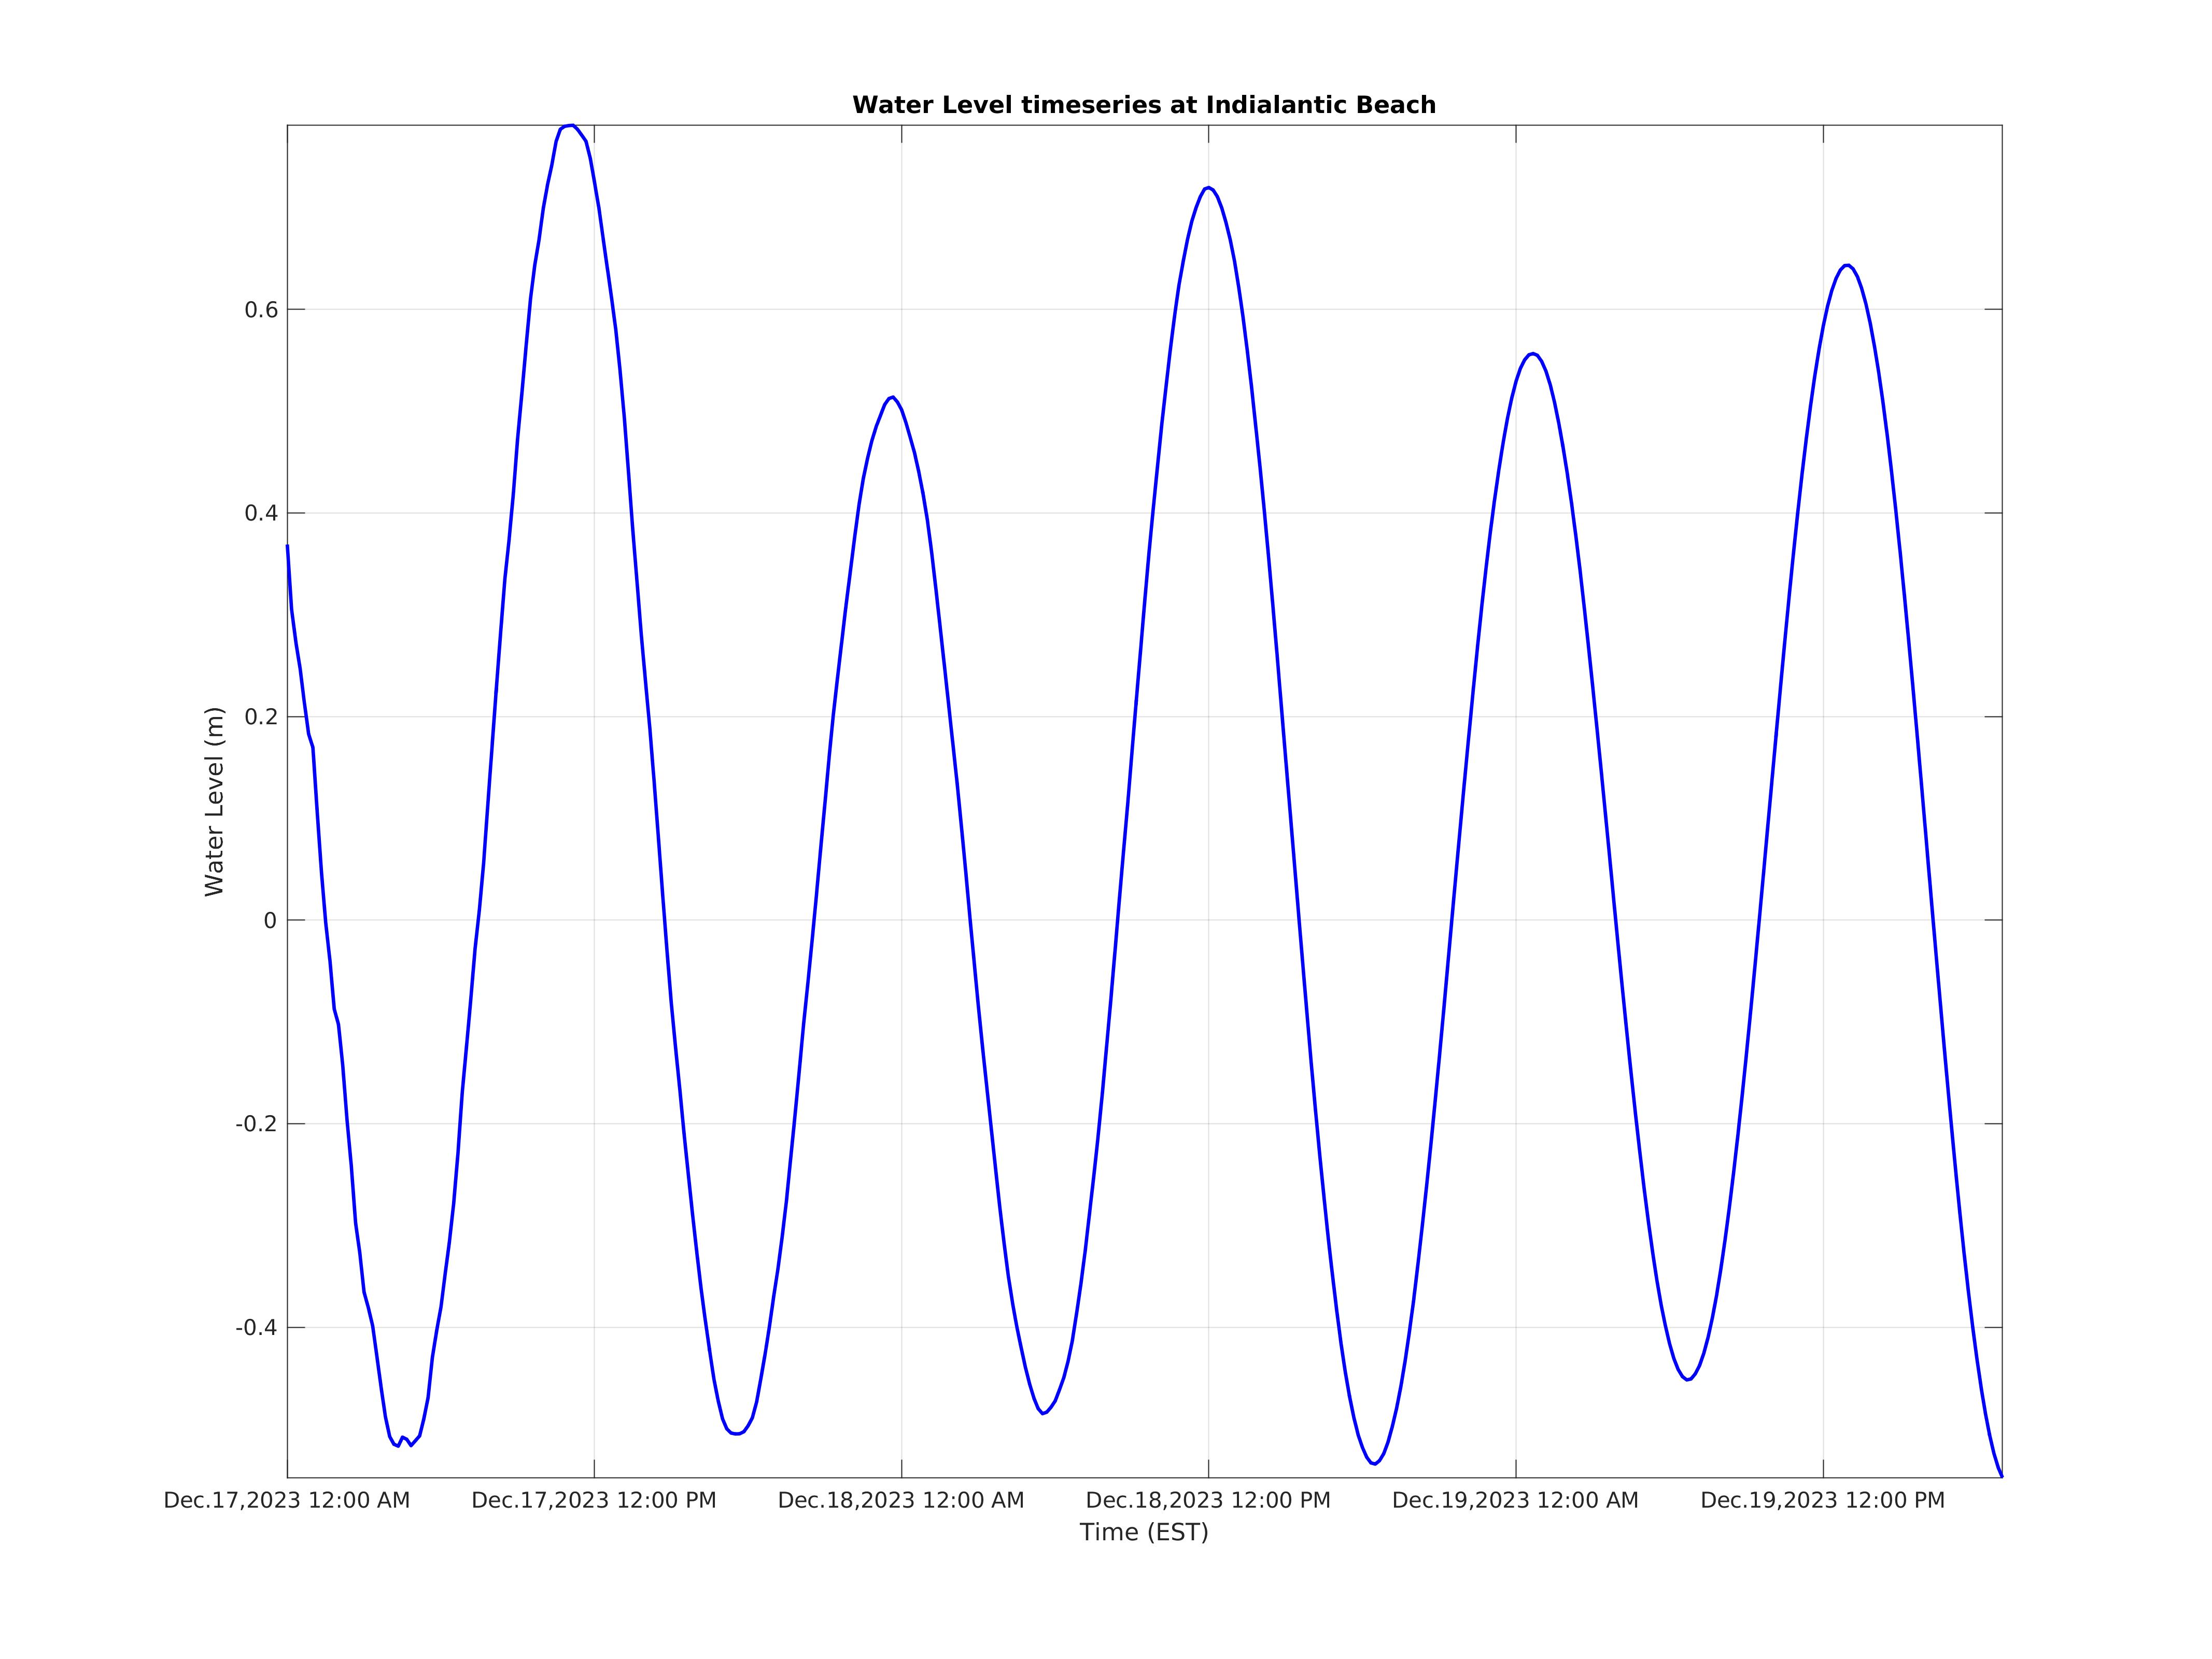 Water Level timeseries at Indialantic Beach
0.6
0.4
0.2
0
-0.2
-0.4
Water Level (m)
Dec.17,2023 12:00 AM Dec.17,2023 12:00 PM Dec.18,2023 12:00 AM Dec.18,2023 12:00 PM Dec.19,2023 12:00 AM Dec.19,2023 12:00 PM
Time (EST)